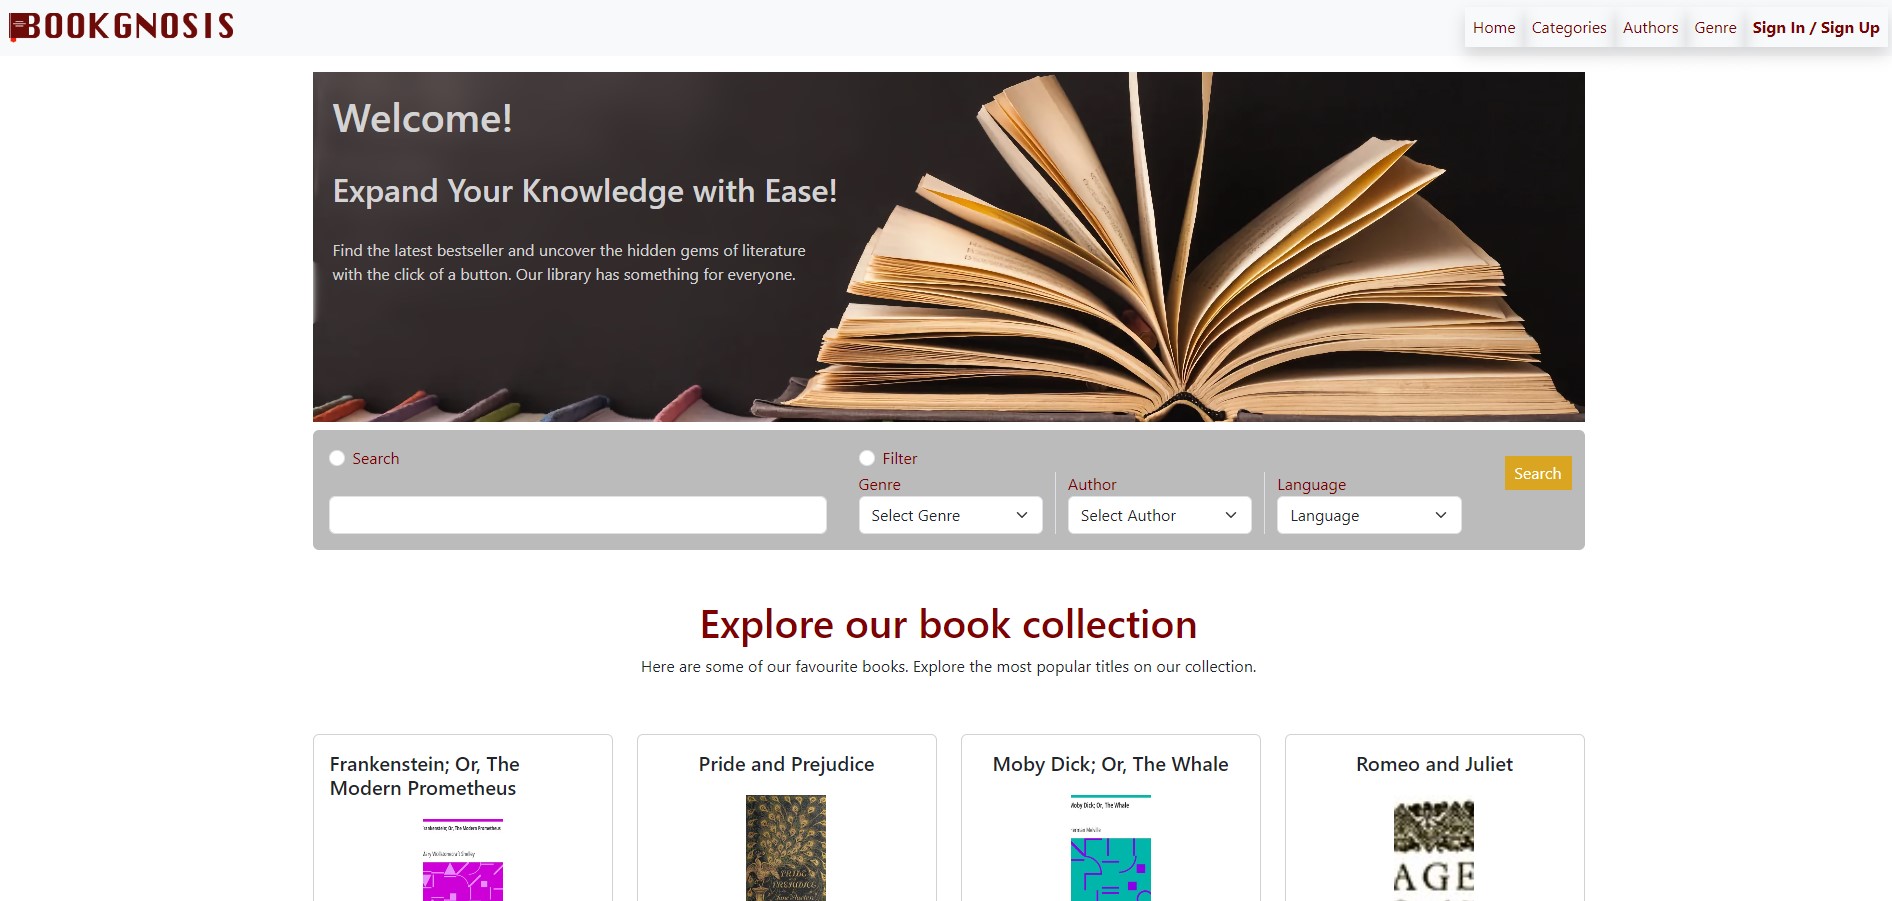 BOOKGNOSIS
Home Categories Authors Genre Sign In / Sign Up
Welcome!
Expand Your Knowledge with Ease!
Find the latest bestseller and uncover the hidden gems of literature
with the click of a button. Our library has something for everyone.
Search
Filter
Genre
Author
Language
Select Genre
Select Author
Language
Search
Explore our book collection
Here are some of our favourite books. Explore the most popular titles on our collection.
Frankenstein; Or, The
Modern Prometheus
Pride and Prejudice
Moby Dick; Or, The Whale
Romeo and Juliet
Frankenstein; Or, The Modern Prometheus
Mary Wollstonecraft Shelley
PRIDE
PREJUDICE
Moby Dick; Or, The Whale
Herman Melville
AGE